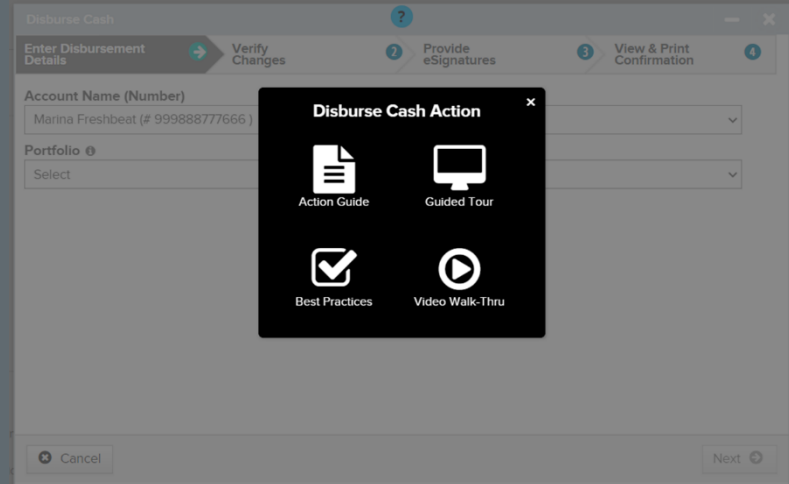 Disburse Cash
?
Enter Disbursement
Details
Verify
Changes
2
Provide
eSignatures
3
View & Print
Confirmation
4
Account Name (Number)
Marina Freshbeat (# 999888777666 )
Portfolio
Select
Disburse Cash Action
Action Guide
Guided Tour
Best Practices
Video Walk-Thru
Cancel
Next